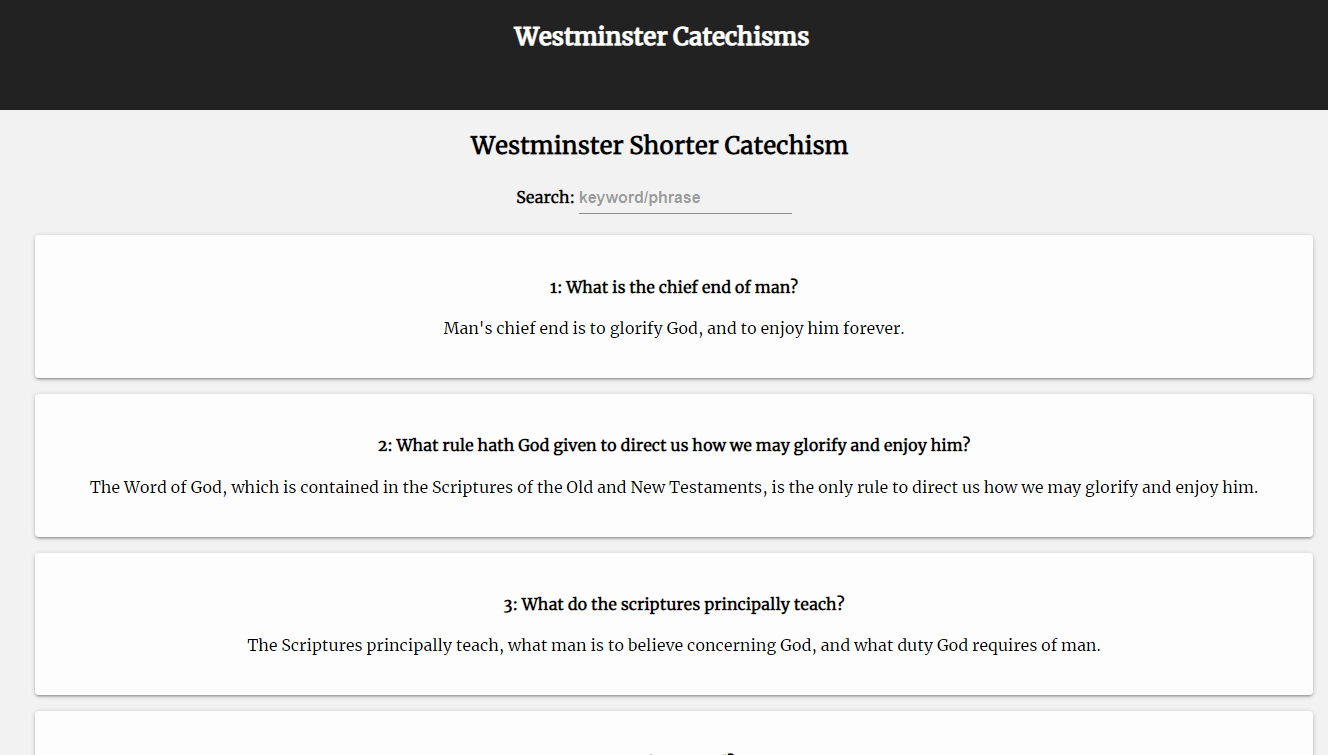 Westminster Catechisms
Westminster Shorter Catechism
Search: keyword/phrase
1: What is the chief end of man?
Man's chief end is to glorify God, and to enjoy him forever.
2: What rule hath God given to direct us how we may glorify and enjoy him?
The Word of God, which is contained in the Scriptures of the Old and New Testaments, is the only rule to direct us how we may glorify and enjoy him.
3: What do the scriptures principally teach?
The Scriptures principally teach, what man is to believe concerning God, and what duty God requires of man.